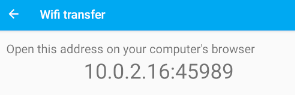 Wifi transfer
Open this address on your computer's browser
10.0.2.16:45989